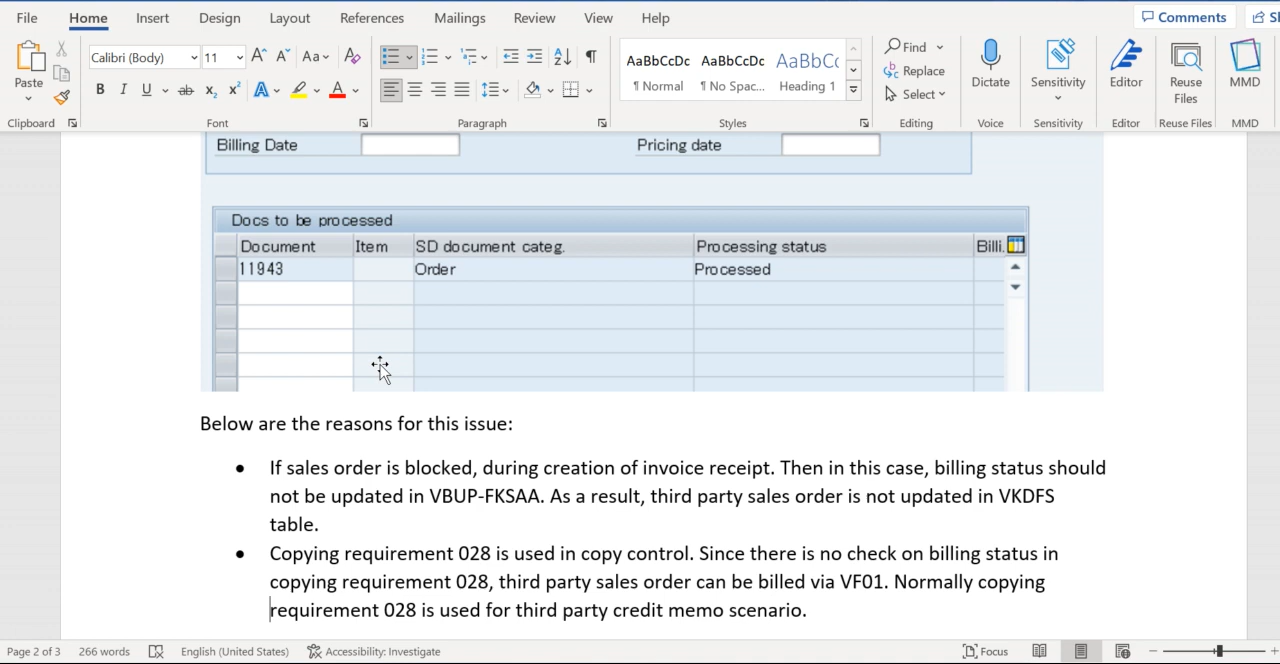 File Home Insert Design Layout References Mailings Review View Help Comments
Calibri (Body) 11 Aa AaBbCcDc AaBbCcDc AaBbC Find
Paste Replace Dictate Sensitivity Editor Reuse Files MMD
B I U ab x₂ x² A A ¶ Normal ¶ No Spac... Heading 1 Select
Clipboard Font Paragraph Styles Editing Voice Sensitivity Editor Reuse Files MMD
Billing Date Pricing date
Docs to be processed
Document Item SD document categ. Processing status Billi.
11943 Order Processed
Below are the reasons for this issue:
● If sales order is blocked, during creation of invoice receipt. Then in this case, billing status should
not be updated in VBUP-FKSAA. As a result, third party sales order is not updated in VKDFS
table.
● Copying requirement 028 is used in copy control. Since there is no check on billing status in
copying requirement 028, third party sales order can be billed via VF01. Normally copying
requirement 028 is used for third party credit memo scenario.
Page 2 of 3 266 words English (United States) Accessibility: Investigate Focus